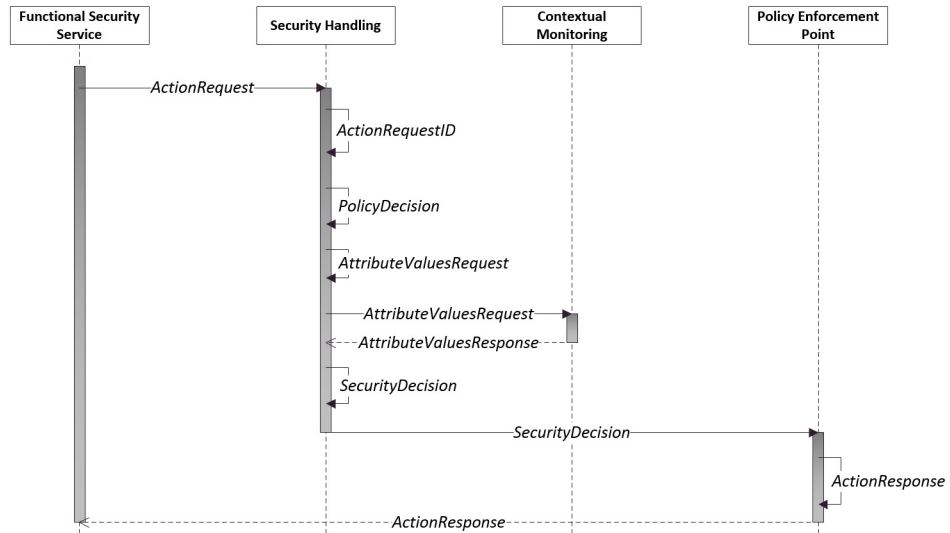 Functional Security
Service
Security Handling
Contextual
Monitoring
Policy Enforcement
Point
ActionRequest
ActionRequestID
PolicyDecision
AttributeValuesRequest
AttributeValuesRequest
AttributeValuesResponse
SecurityDecision
SecurityDecision
ActionResponse
ActionResponse